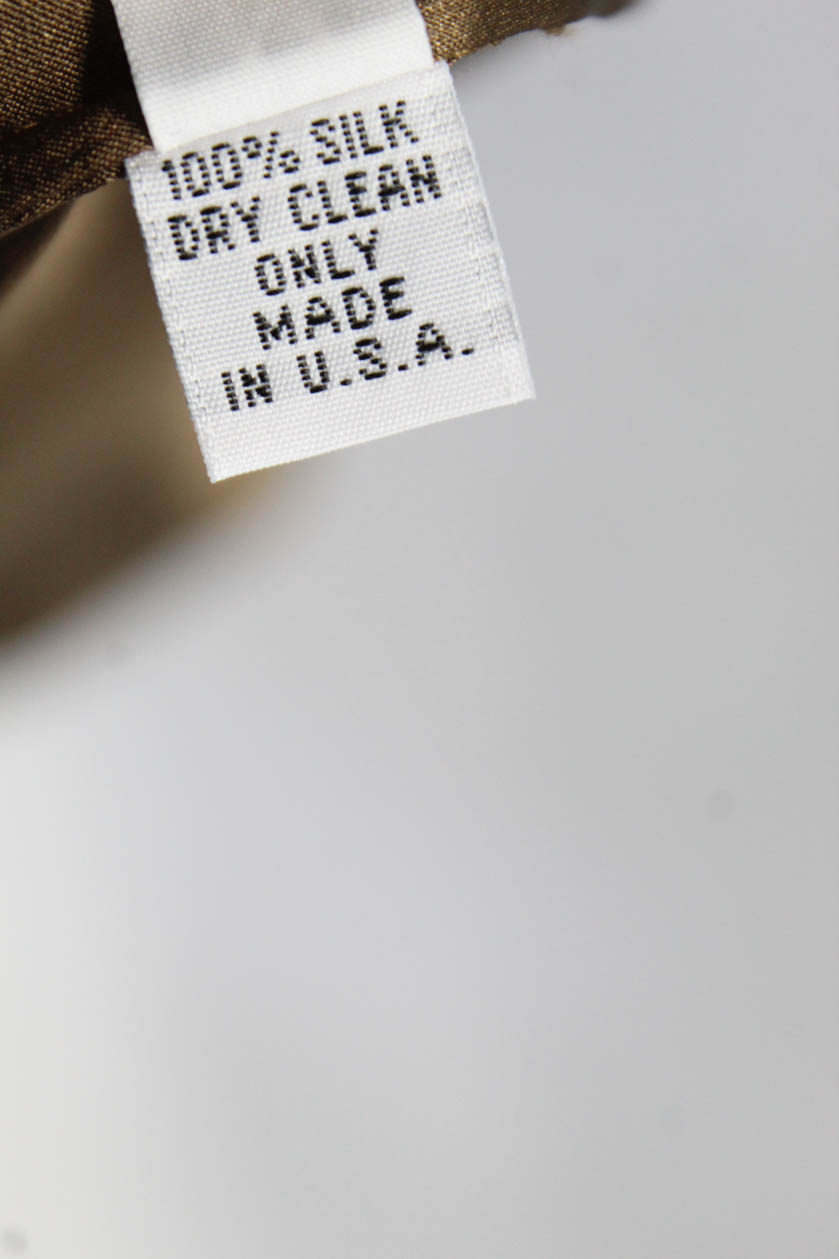 100% SILK
DRY CLEAN
ONLY
MADE
IN U.S.A.